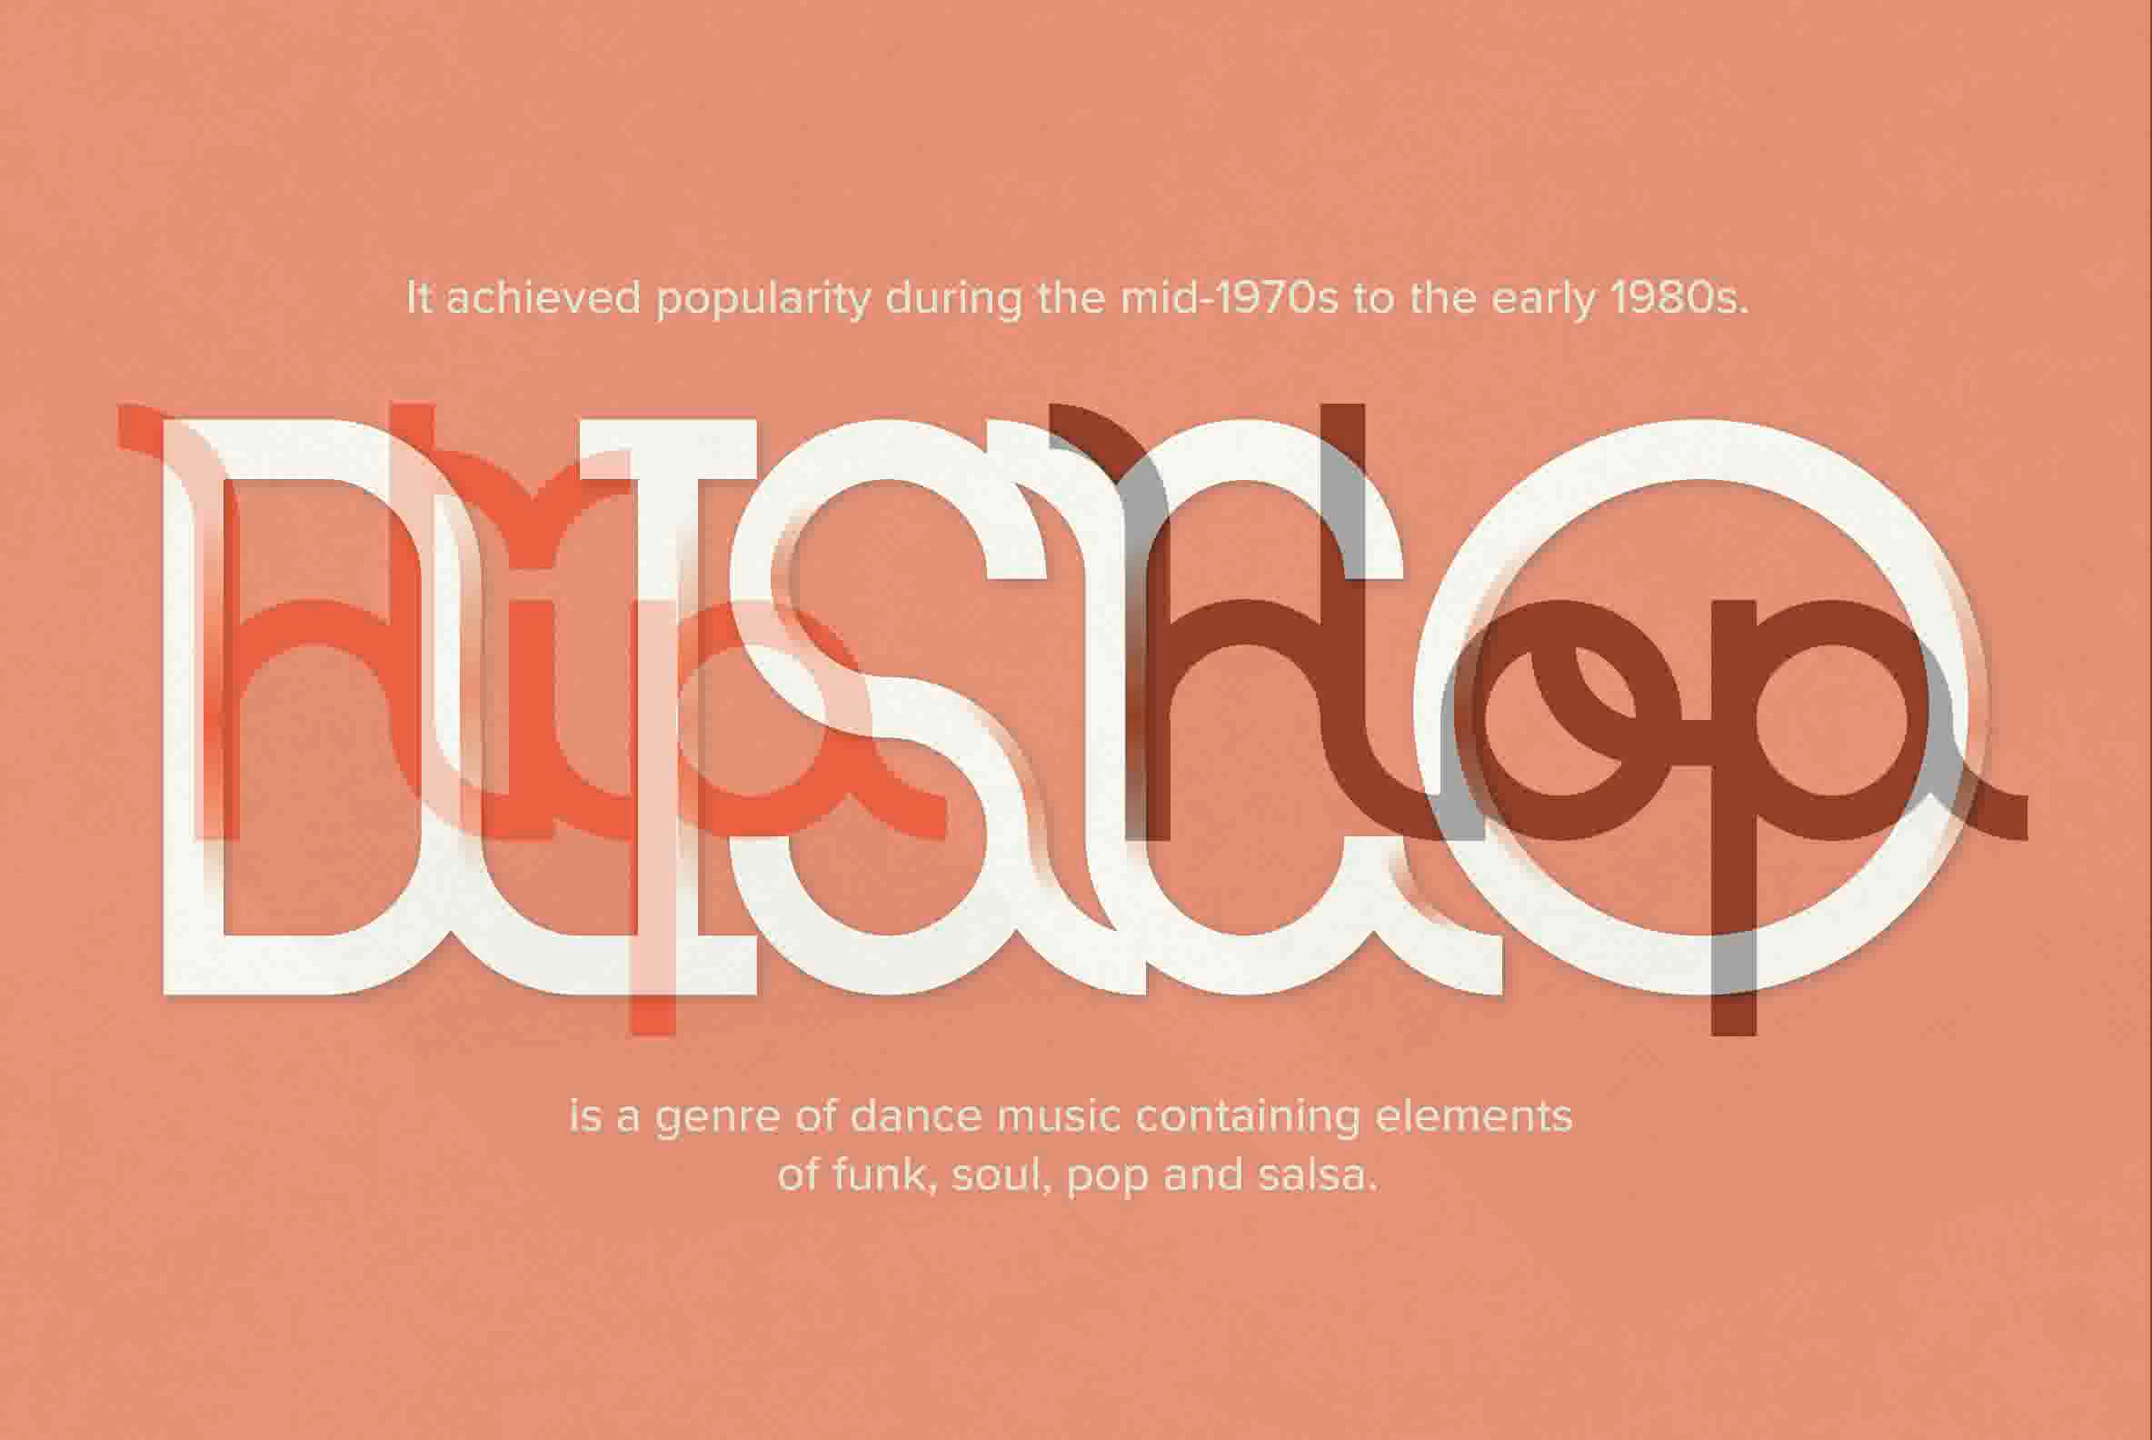 It achieved popularity during the mid-1970s to the early 1980s.
DISCO
hip hop
is a genre of dance music containing elements
of funk, soul, pop and salsa.